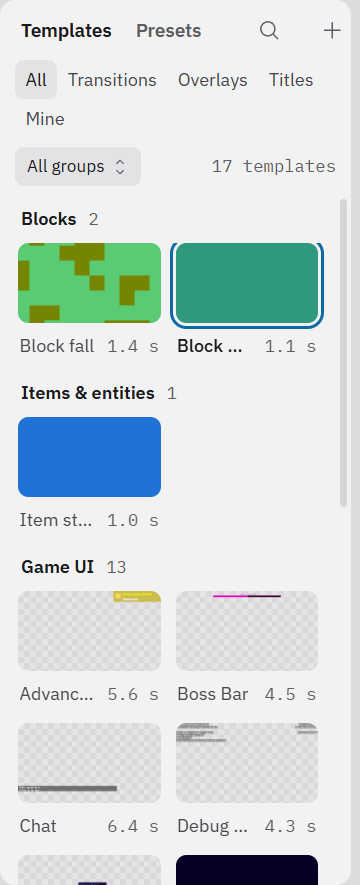 Templates Presets
All Transitions Overlays Titles
Mine
All groups 17 templates
Blocks 2
Block fall 1.4 s Block ... 1.1 s
Items & entities 1
Item st... 1.0 s
Game UI 13
Advanc... 5.6 s Boss Bar 4.5 s
Chat 6.4 s Debug ... 4.3 s